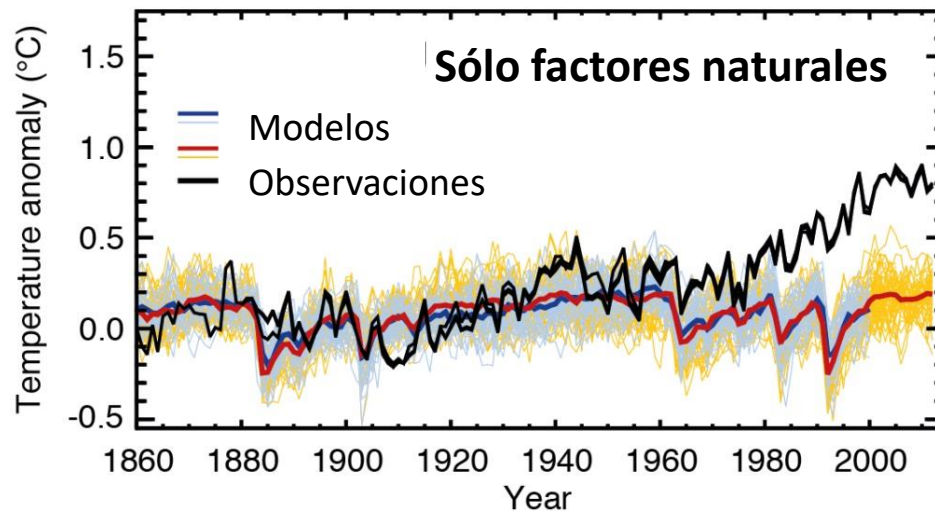 Sólo factores naturales
Modelos
Observaciones
Temperature anomaly (°C)
1.5
1.0
0.5
0.0
-0.5
1860 1880 1900 1920 1940 1960 1980 2000
Year